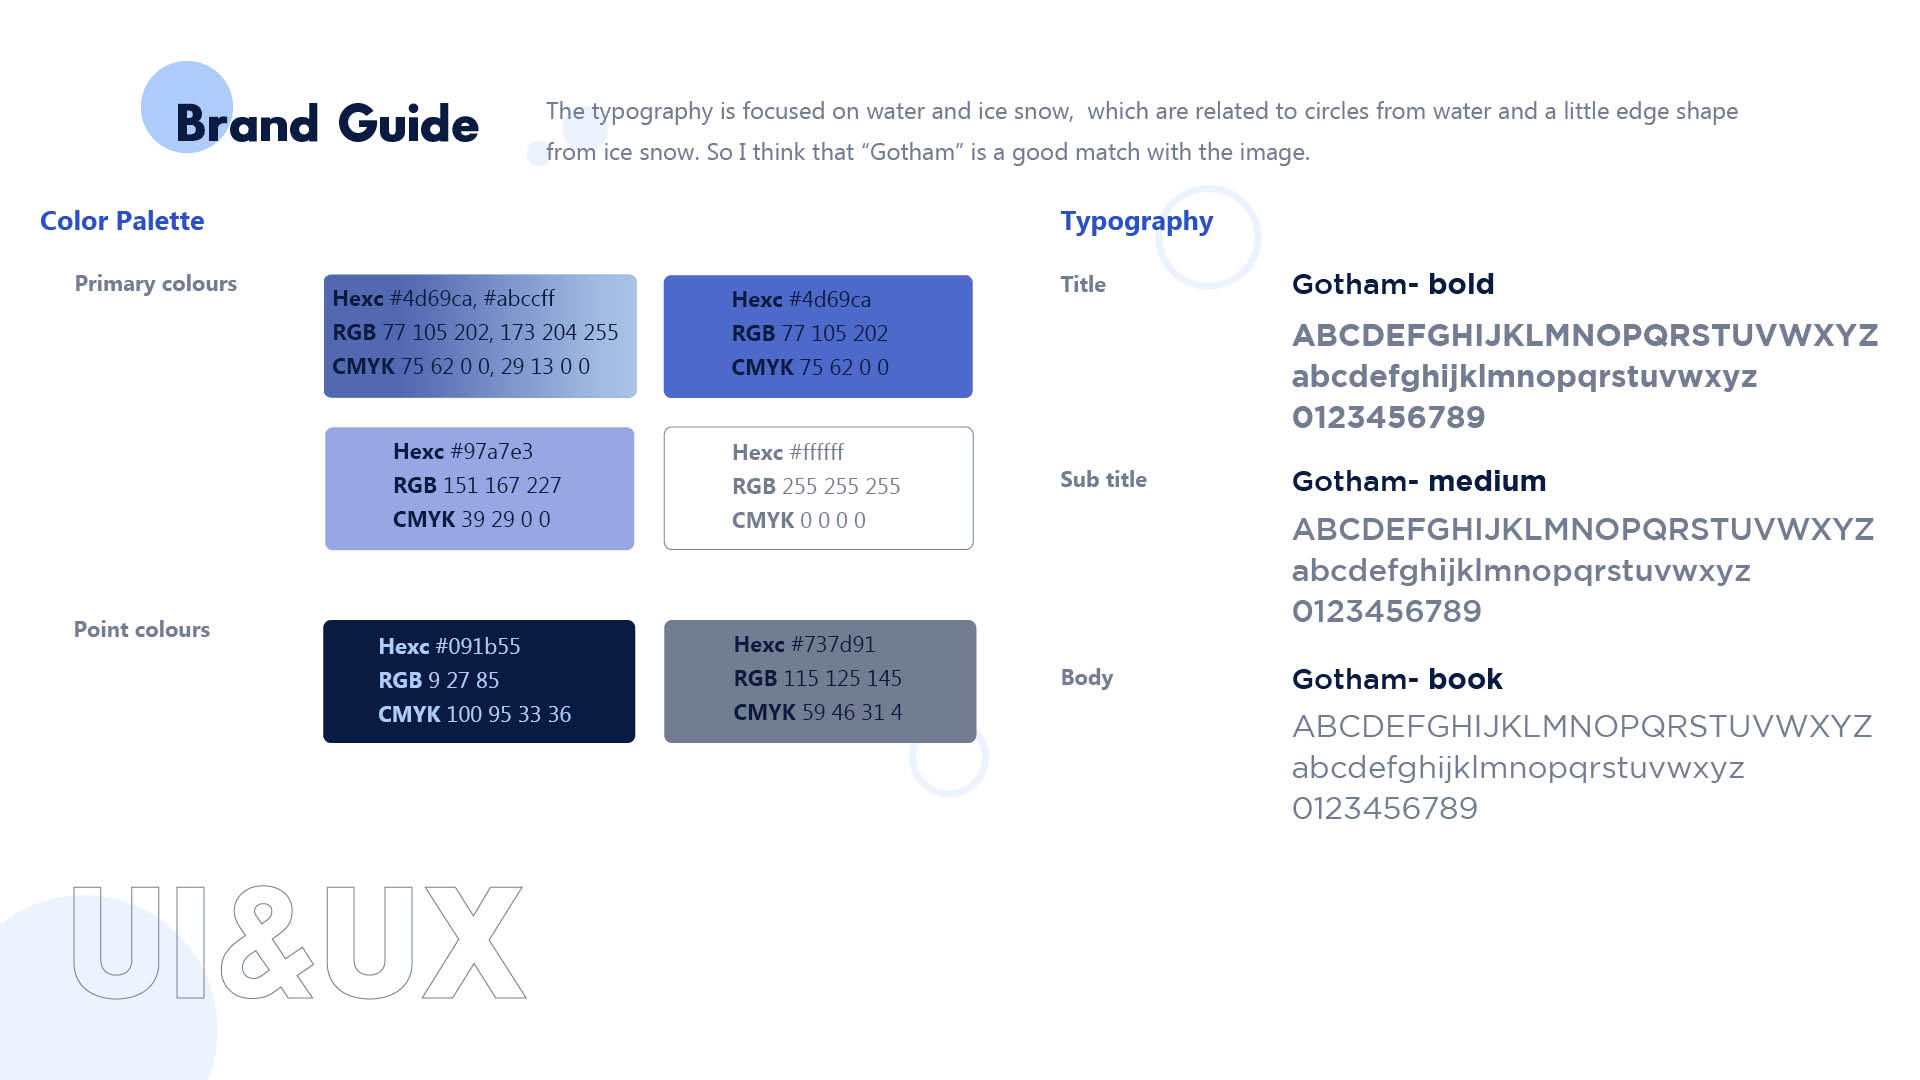 Brand Guide
The typography is focused on water and ice snow,  which are related to circles from water and a little edge shape
from ice snow. So I think that “Gotham” is a good match with the image.
Color Palette
Primary colours
Hexc #4d69ca, #abccff
RGB 77 105 202, 173 204 255
CMYK 75 62 0 0, 29 13 0 0
Hexc #4d69ca
RGB 77 105 202
CMYK 75 62 0 0
Hexc #97a7e3
RGB 151 167 227
CMYK 39 29 0 0
Hexc #ffffff
RGB 255 255 255
CMYK 0 0 0 0
Point colours
Hexc #091b55
RGB 9 27 85
CMYK 100 95 33 36
Hexc #737d91
RGB 115 125 145
CMYK 59 46 31 4
Typography
Title
Gotham- bold
ABCDEFGHIJKLMNOPQRSTUVWXYZ
abcdefghijklmnopqrstuvwxyz
0123456789
Sub title
Gotham- medium
ABCDEFGHIJKLMNOPQRSTUVWXYZ
abcdefghijklmnopqrstuvwxyz
0123456789
Body
Gotham- book
ABCDEFGHIJKLMNOPQRSTUVWXYZ
abcdefghijklmnopqrstuvwxyz
0123456789
UI&UX